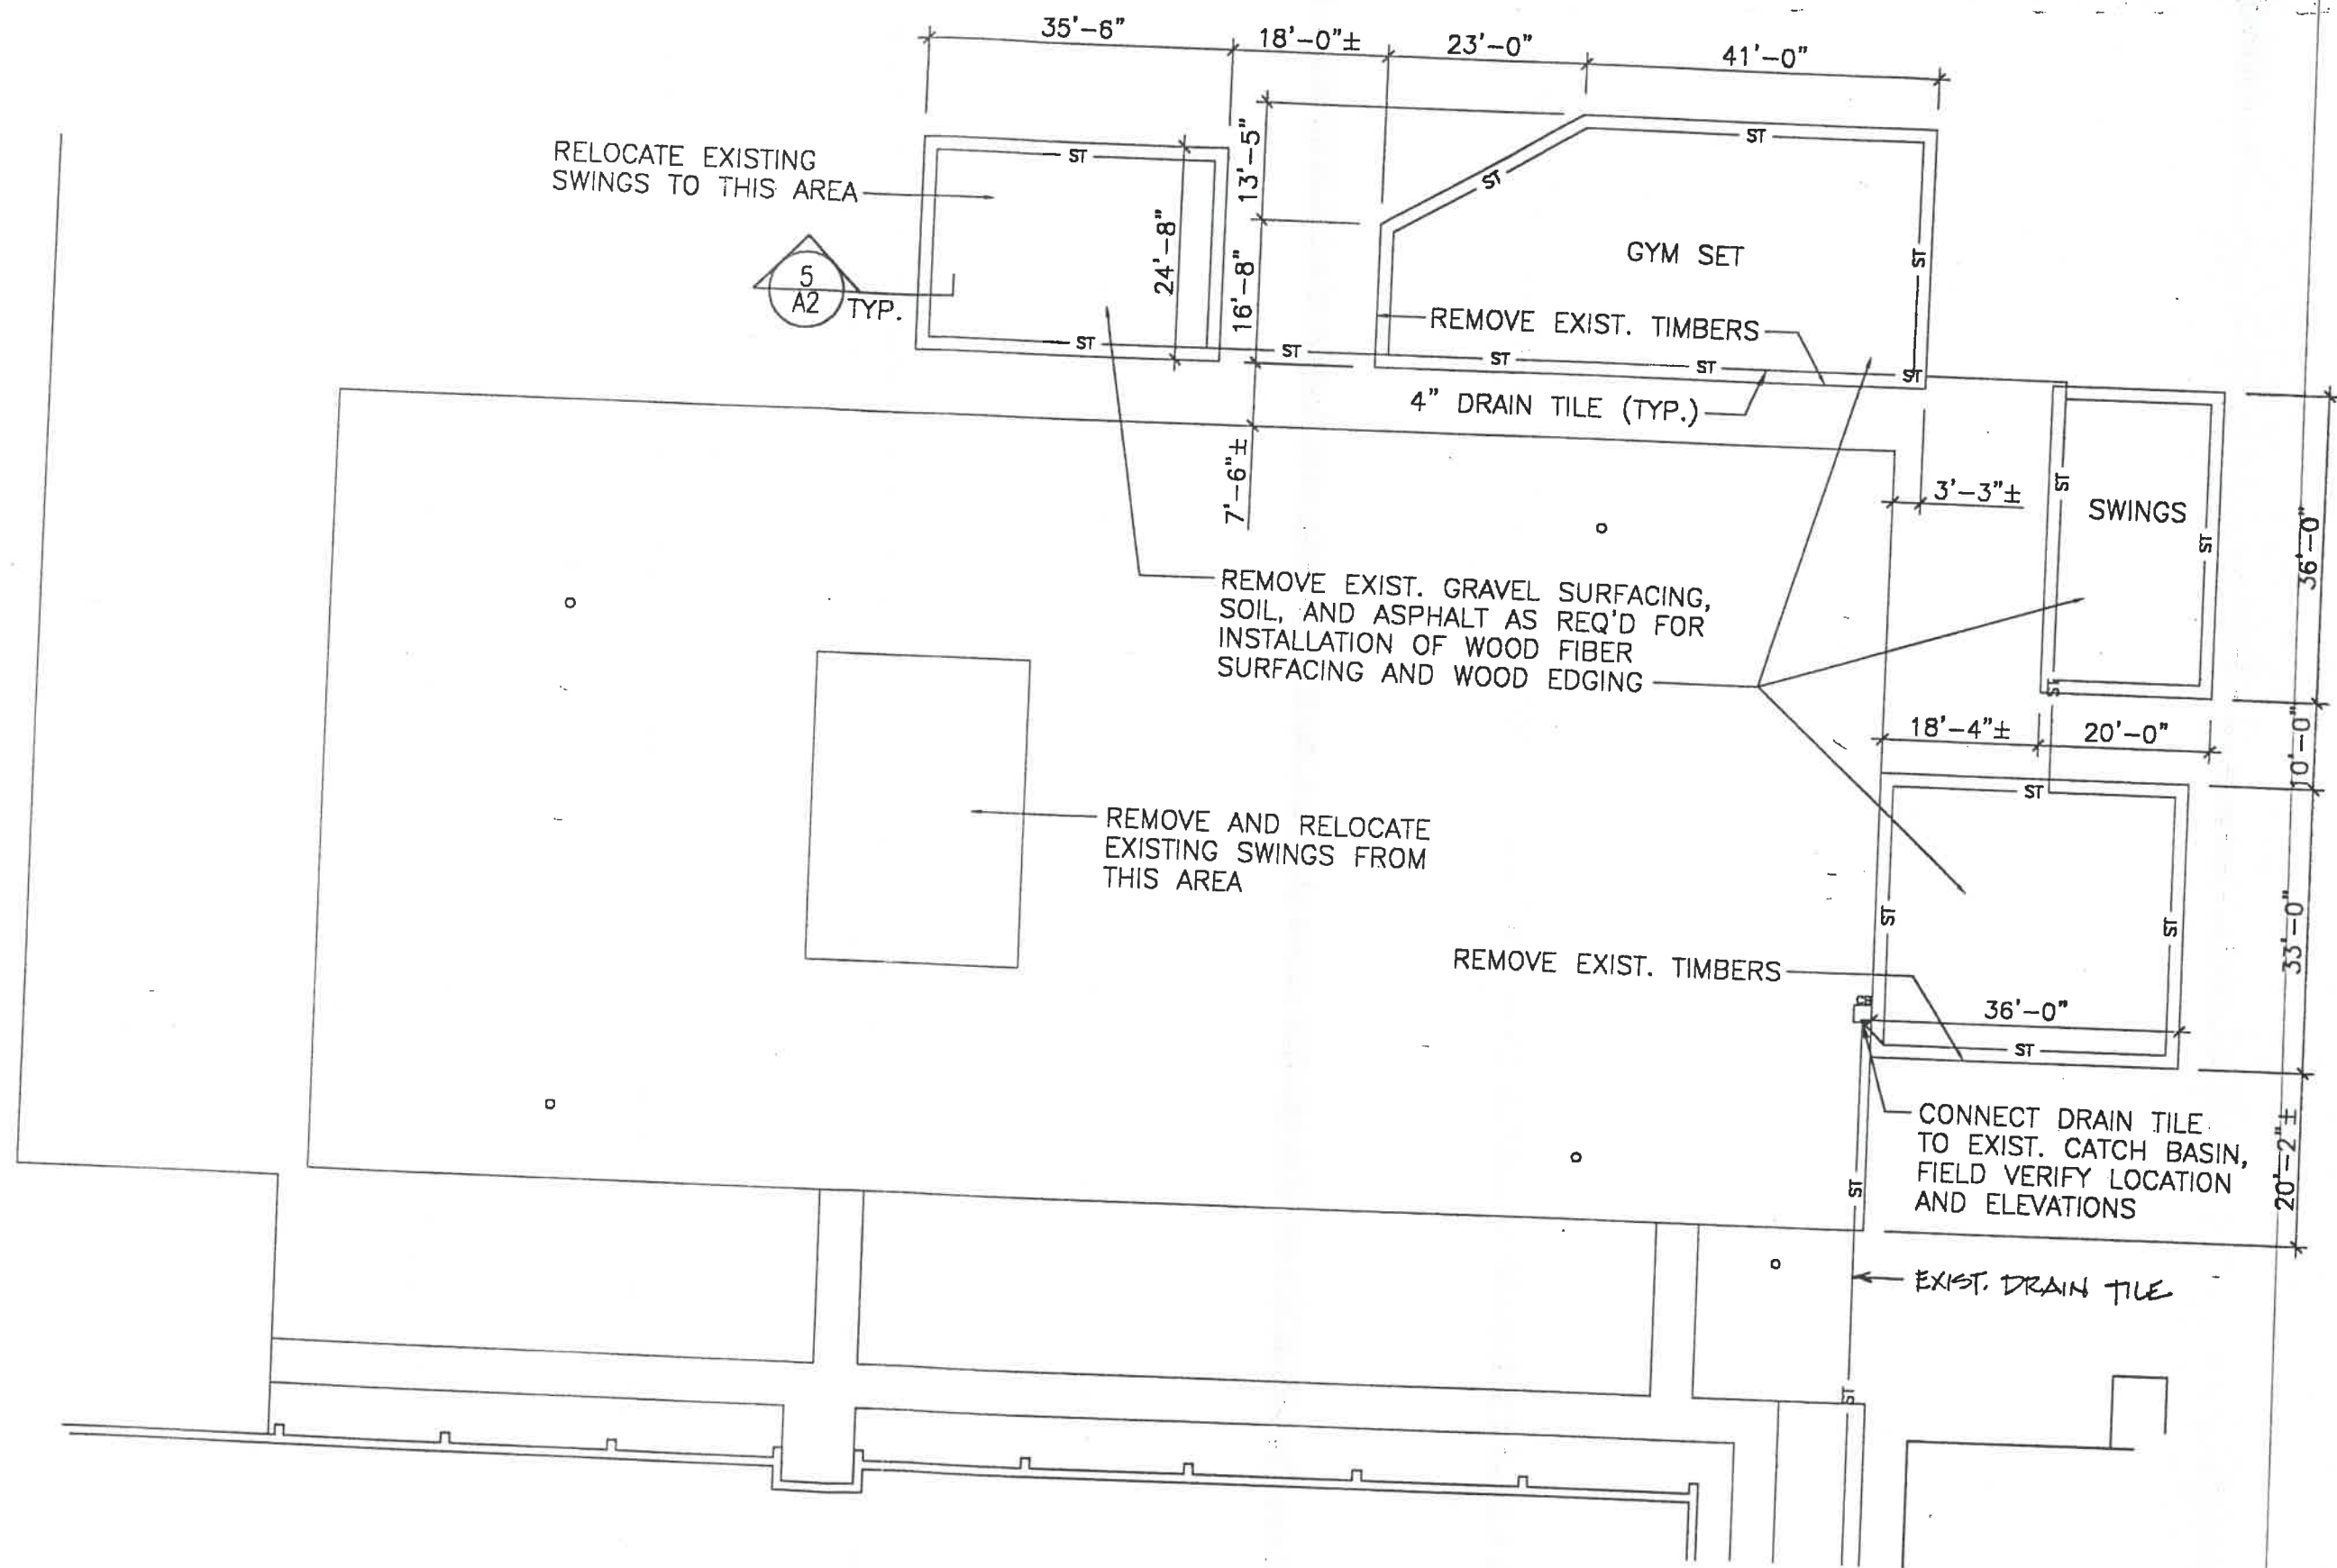 35'-6"
18'-0"±
23'-0"
41'-0"
RELOCATE EXISTING
SWINGS TO THIS AREA
ST
13'-5"
ST
ST
24'-8"
16'-8"
GYM SET
ST
5
A2
TYP.
REMOVE EXIST. TIMBERS
ST
ST
ST
ST
ST
4" DRAIN TILE (TYP.)
7'-6"±
3'-3"±
ST
SWINGS
ST
36'-0"
REMOVE EXIST. GRAVEL SURFACING,
SOIL, AND ASPHALT AS REQ'D FOR
INSTALLATION OF WOOD FIBER
SURFACING AND WOOD EDGING
ST
18'-4"±
20'-0"
10'-0"
ST
REMOVE AND RELOCATE
EXISTING SWINGS FROM
THIS AREA
ST
ST
33'-0"
REMOVE EXIST. TIMBERS
CB
36'-0"
ST
CONNECT DRAIN TILE
TO EXIST. CATCH BASIN,
FIELD VERIFY LOCATION
AND ELEVATIONS
20'-2"±
ST
EXIST. DRAIN TILE
ST